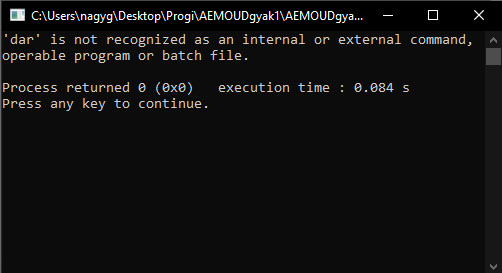 C:\Users\nagyg\Desktop\Progi\AEMOUDgyak1\AEMOUDgya...
'dar' is not recognized as an internal or external command,
operable program or batch file.
Process returned 0 (0x0)   execution time : 0.084 s
Press any key to continue.